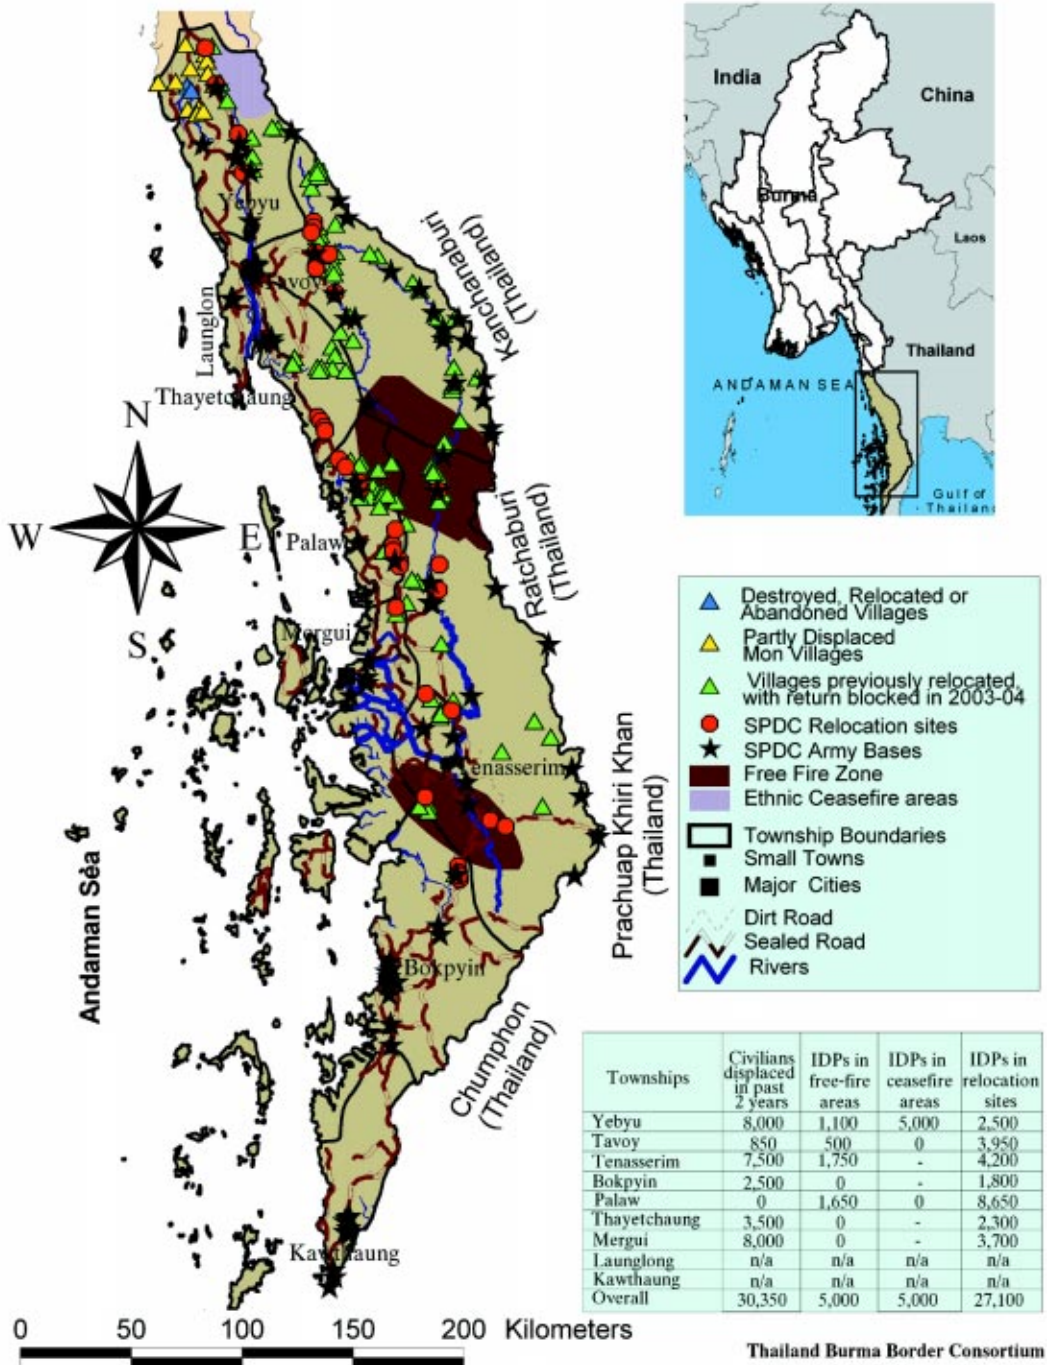 India
China
Burma
Laos
Thailand
ANDAMAN SEA
Gulf of
Thailand
Yebyu
Tavoy
Launglon
Thayetchaung
Kanchanaburi
(Thailand)
N
W
E
S
Palaw
Ratchaburi
(Thailand)
Mergui
Tenasserim
Prachuap Khiri Khan
(Thailand)
Andaman Sea
Bokpyin
Chumphon
(Thailand)
Kawthaung
Destroyed, Relocated or
Abandoned Villages
Partly Displaced
Mon Villages
Villages previously relocated,
with return blocked in 2003-04
SPDC Relocation sites
SPDC Army Bases
Free Fire Zone
Ethnic Ceasefire areas
Township Boundaries
Small Towns
Major Cities
Dirt Road
Sealed Road
Rivers
Townships Civilians displaced in past 2 years IDPs in free-fire areas IDPs in ceasefire areas IDPs in relocation sites
Yebyu 8,000 1,100 5,000 2,500
Tavoy 850 500 0 3,950
Tenasserim 7,500 1,750 - 4,200
Bokpyin 2,500 0 - 1,800
Palaw 0 1,650 0 8,650
Thayetchaung 3,500 0 - 2,300
Mergui 8,000 0 - 3,700
Launglong n/a n/a n/a n/a
Kawthaung n/a n/a n/a n/a
Overall 30,350 5,000 5,000 27,100
0 50 100 150 200 Kilometers
Thailand Burma Border Consortium